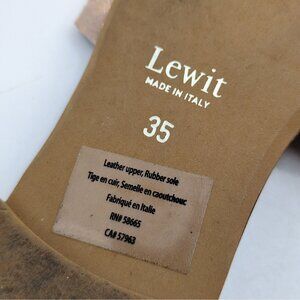 Lewit
MADE IN ITALY
35
Leather upper, Rubber sole
Tige en cuir, Semelle en caoutchouc
Fabriqué en Italie
RN# 58665
CA# 57963